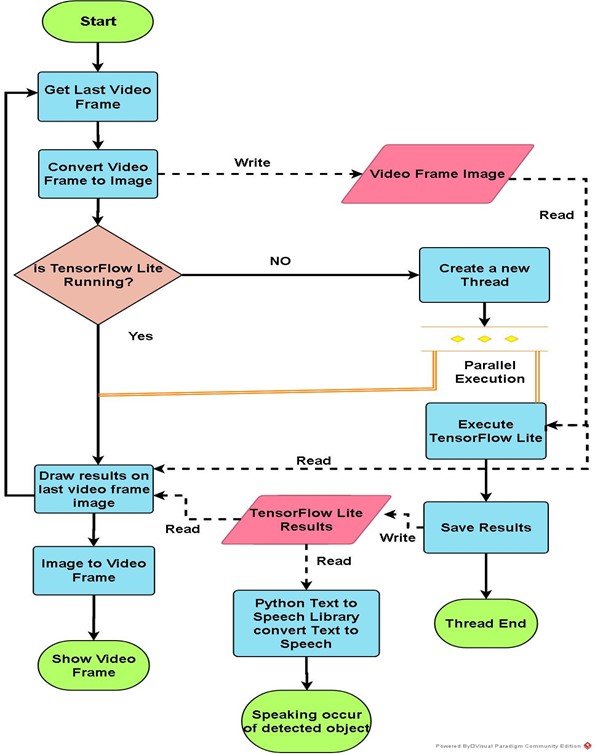 Start
Get Last Video
Frame
Convert Video
Frame to Image
Write
Video Frame Image
Read
is TensorFlow Lite
Running?
NO
Create a new
Thread
Yes
Parallel
Execution
Execute
TensorFlow Lite
Read
Draw results on
last video frame
image
Read
TensorFlow Lite
Results
Write
Save Results
Image to Video
Frame
Read
Python Text to
Speech Library
convert Text to
Speech
Thread End
Show Video
Frame
Speaking occur
of detected object
Powered By Visual Paradigm Community Edition